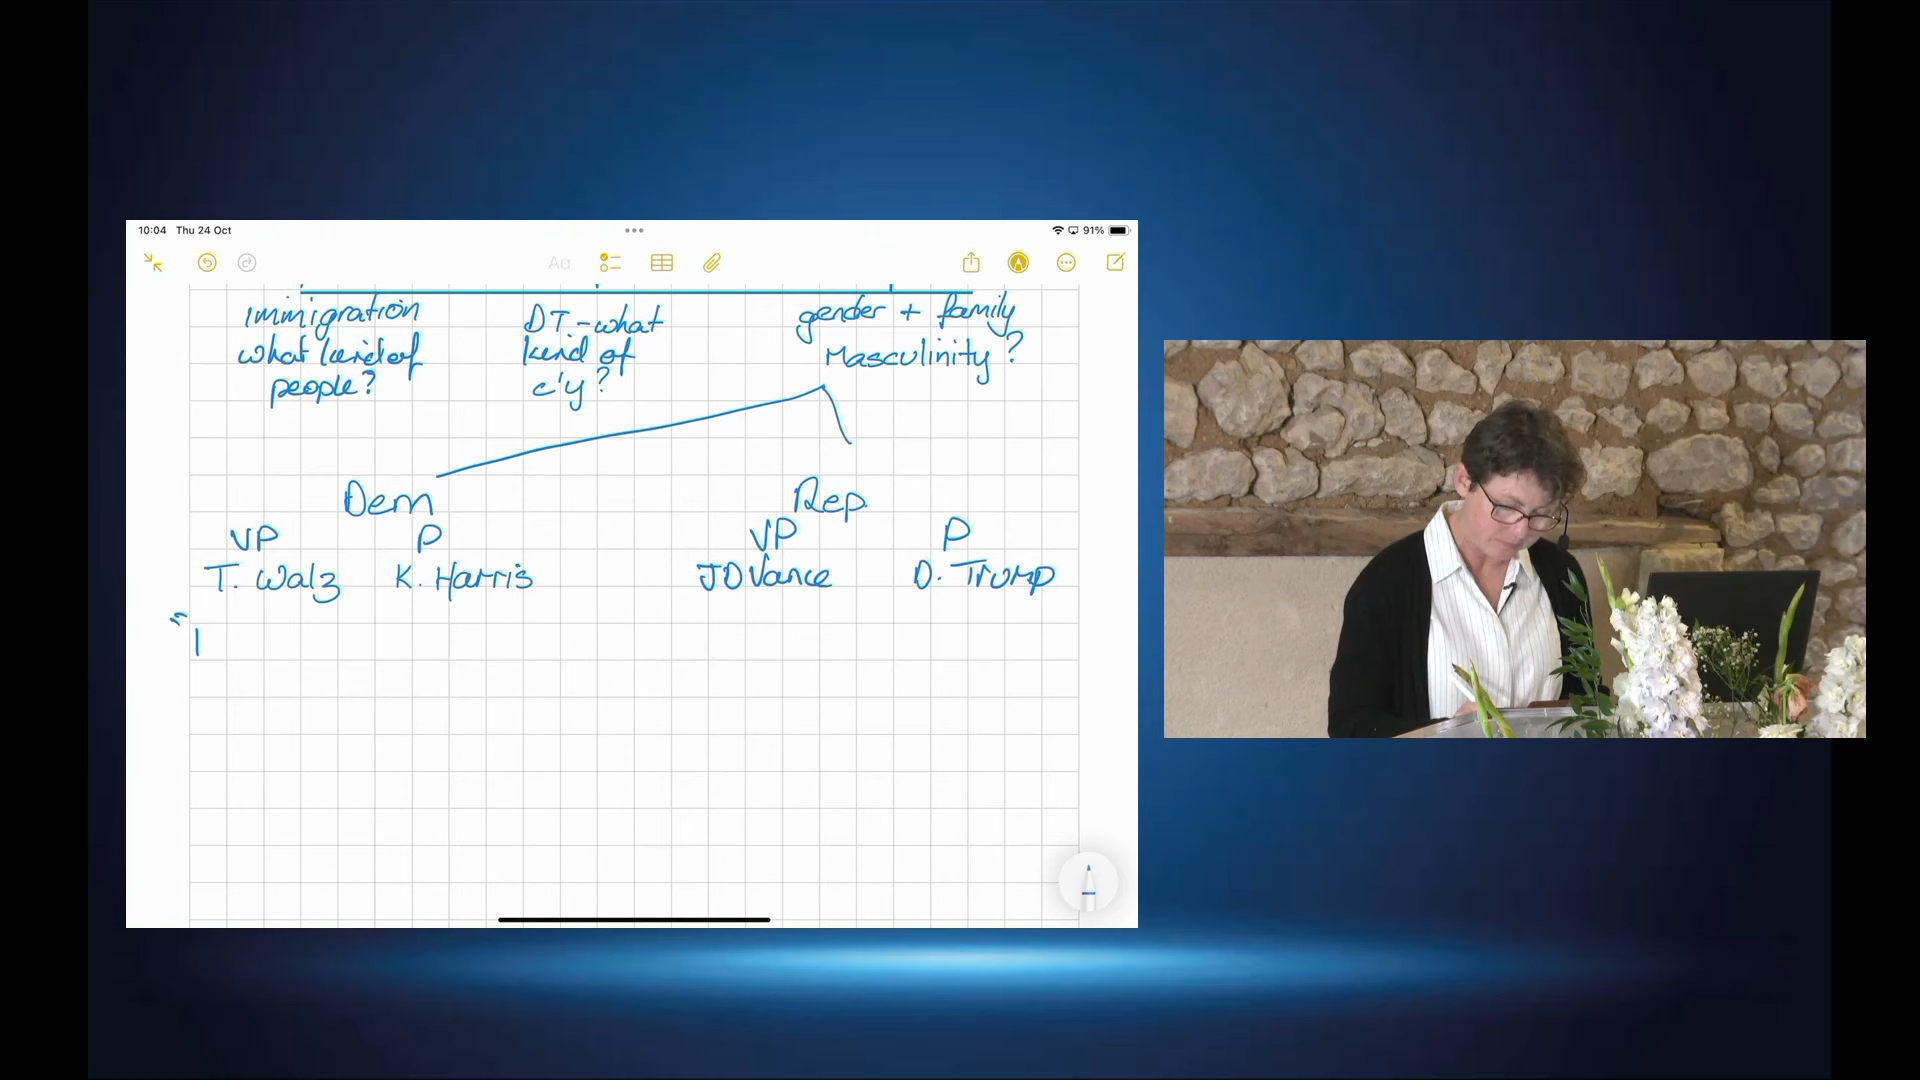 10:04 Thu 24 Oct
91%
Aa
immigration
what kind of
people?
DT - what
kind of
c'y?
gender + family
Masculinity?
Dem
Rep.
VP P
VP P
T. Walz K. Harris
JD Vance D. Trump
"
I